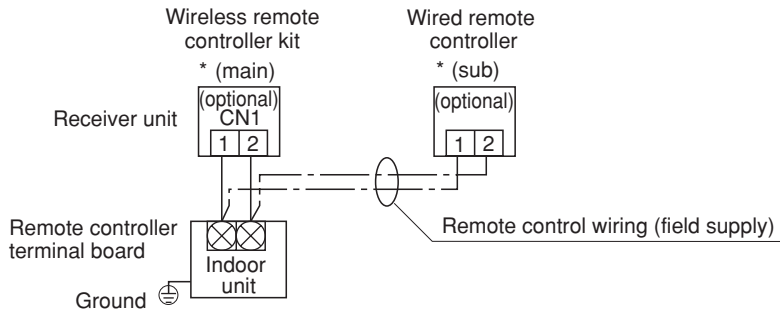 Wireless remote
controller kit
* (main)
Wired remote
controller
* (sub)
Receiver unit
(optional)
CN1
1 2
(optional)
1 2
Remote controller
terminal board
Remote control wiring (field supply)
Indoor
unit
Ground